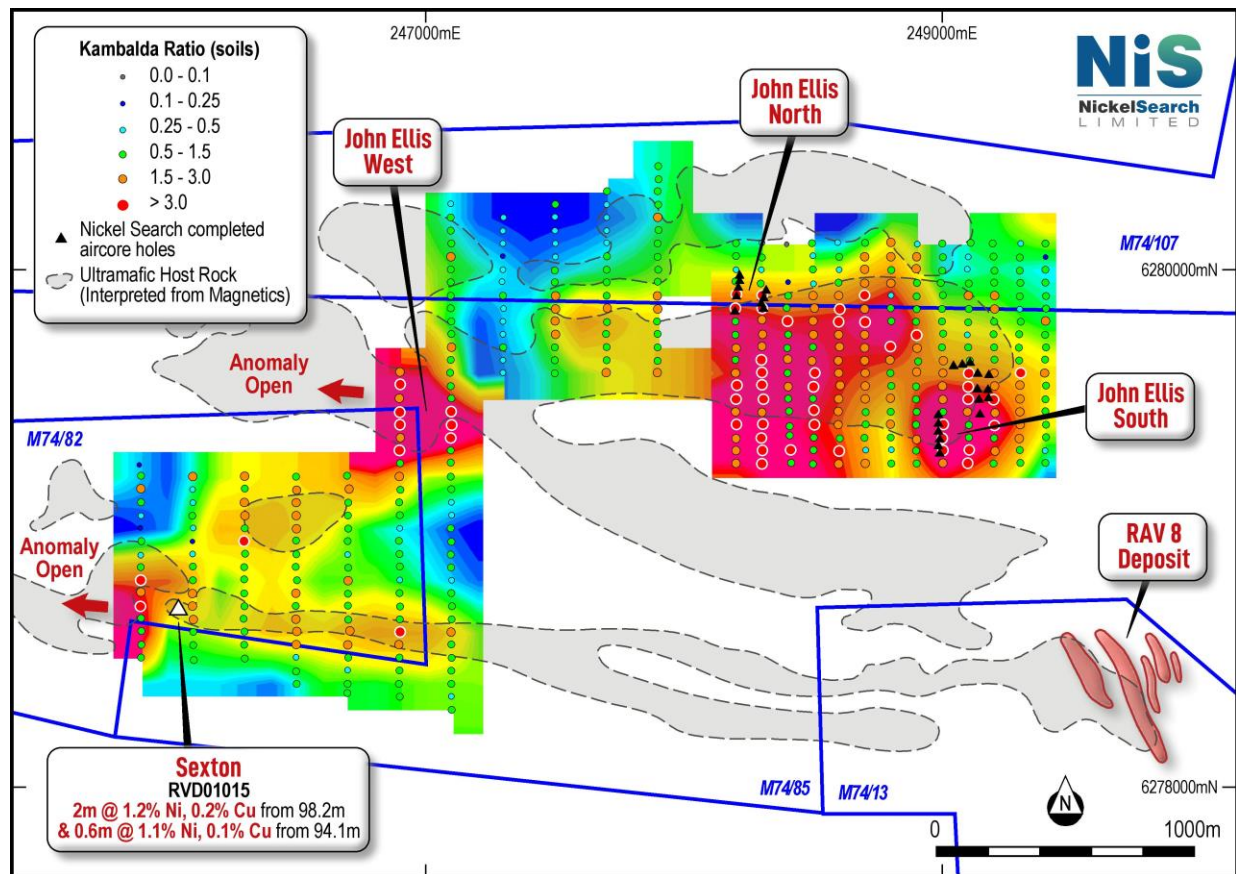 247000mE
249000mE
Kambalda Ratio (soils)
0.0 - 0.1
0.1 - 0.25
0.25 - 0.5
0.5 - 1.5
1.5 - 3.0
> 3.0
Nickel Search completed
aircore holes
Ultramafic Host Rock
(Interpreted from Magnetics)
NiS
NICKELSEARCH
LIMITED
John Ellis
North
John Ellis
West
M74/107
6280000mN
Anomaly
Open
John Ellis
South
M74/82
Anomaly
Open
RAV 8
Deposit
Sexton
RVD01015
2m @ 1.2% Ni, 0.2% Cu from 98.2m
& 0.6m @ 1.1% Ni, 0.1% Cu from 94.1m
M74/85
M74/13
6278000mN
N
0
1000m